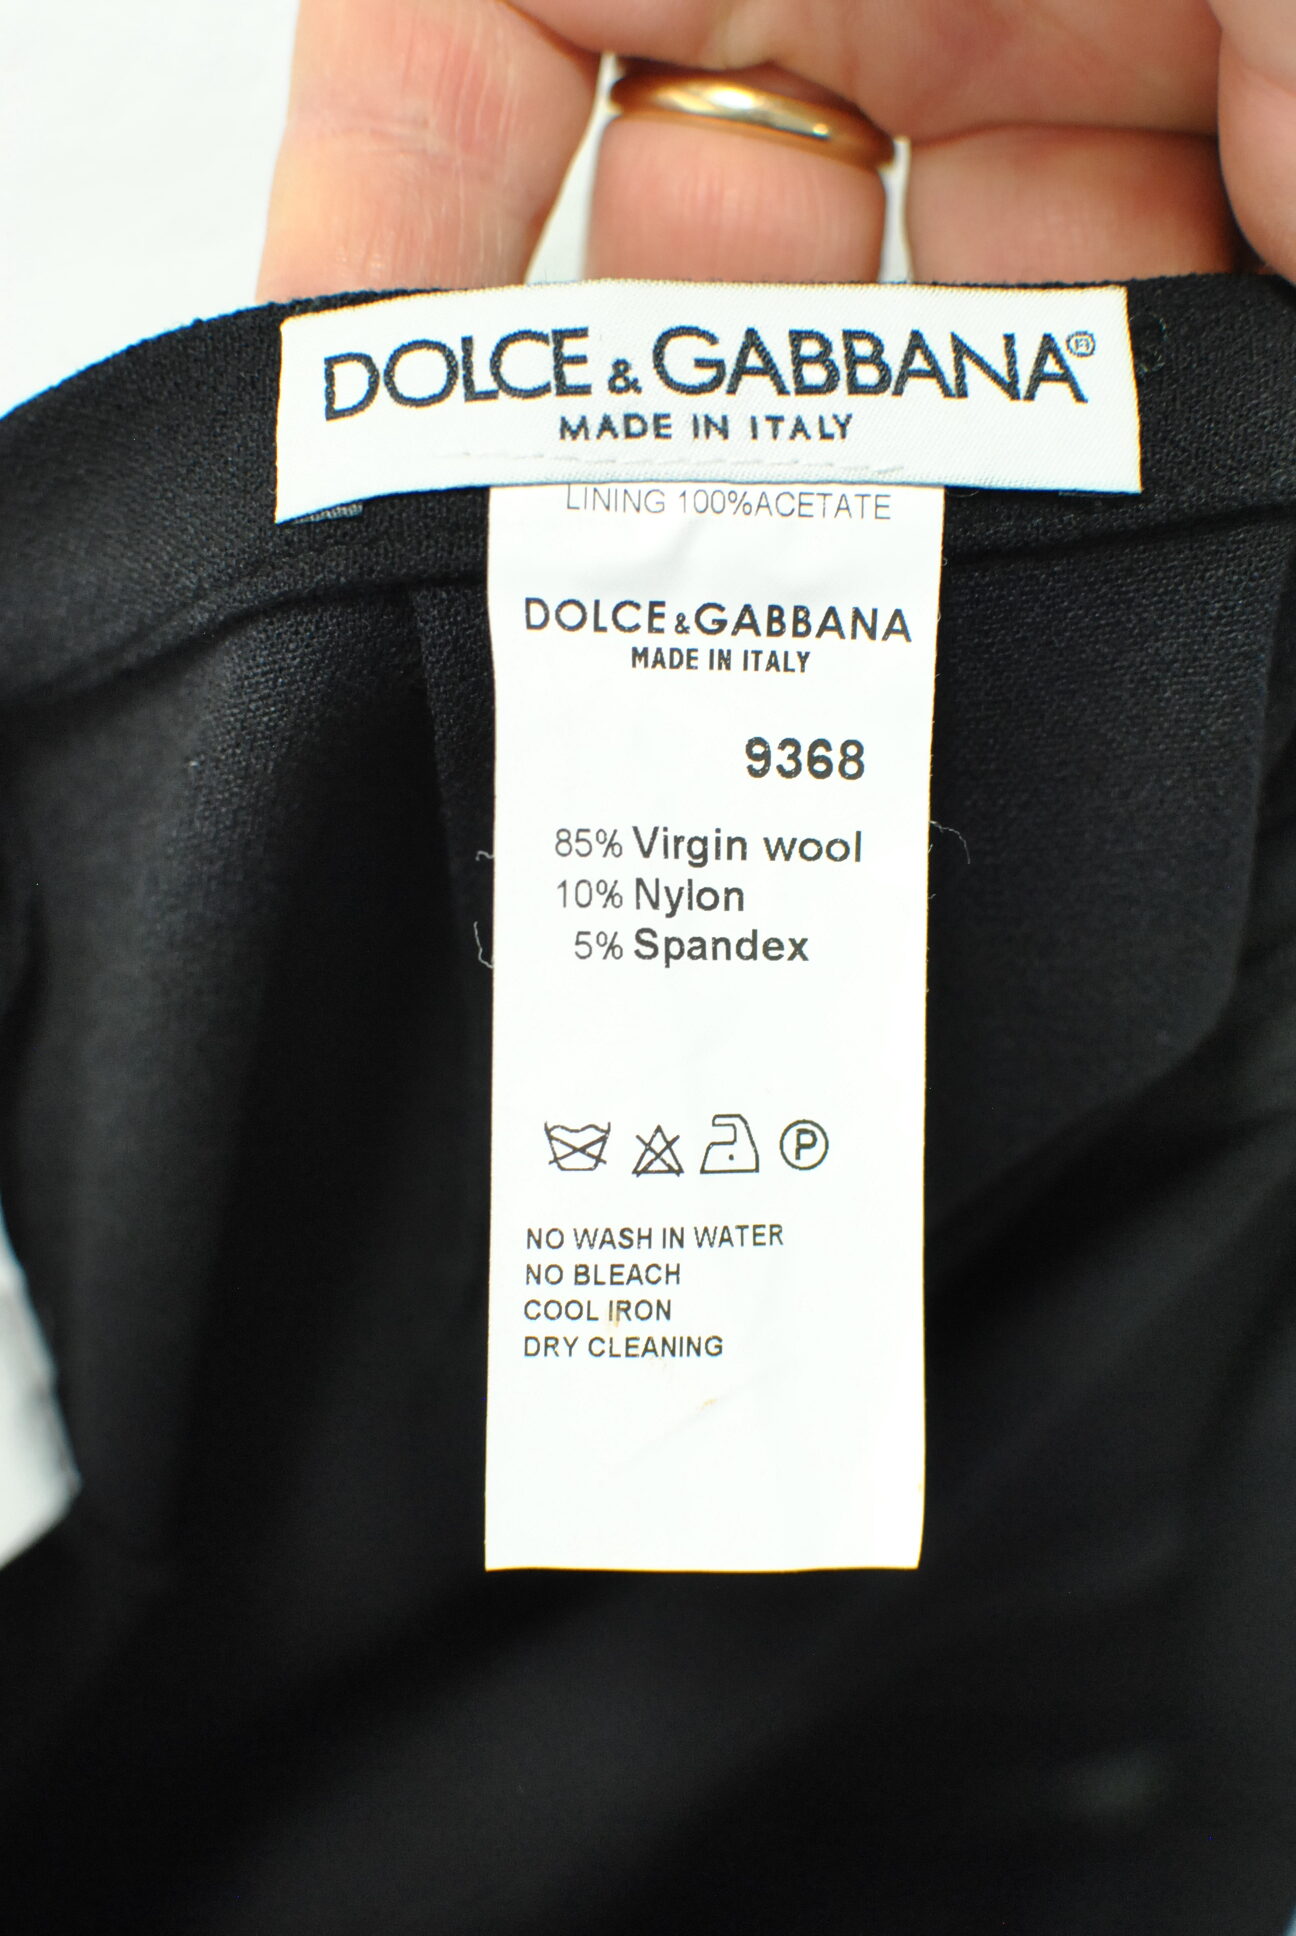 DOLCE & GABBANA®
MADE IN ITALY
LINING 100%ACETATE
DOLCE&GABBANA
MADE IN ITALY
9368
85% Virgin wool
10% Nylon
5% Spandex
P
NO WASH IN WATER
NO BLEACH
COOL IRON
DRY CLEANING